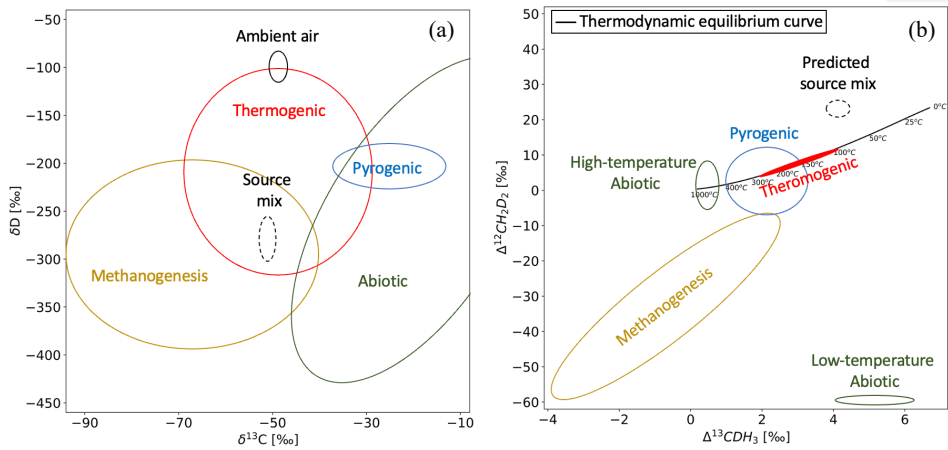 (a)
Ambient air
Thermogenic
Pyrogenic
Source
mix
Methanogenesis
Abiotic
δD [‰]
−50
−100
−150
−200
−250
−300
−350
−400
−450
−90
−70
−50
−30
−10
δ¹³C [‰]
(b)
Thermodynamic equilibrium curve
Predicted
source mix
Pyrogenic
High-temperature
Abiotic
Theromogenic
Methanogenesis
Low-temperature
Abiotic
0°C
25°C
50°C
100°C
150°C
200°C
300°C
400°C
1000°C
Δ¹²CH₂D₂ [‰]
50
40
30
20
10
0
−10
−20
−30
−40
−50
−60
−4
−2
0
2
4
6
Δ¹³CDH₃ [‰]